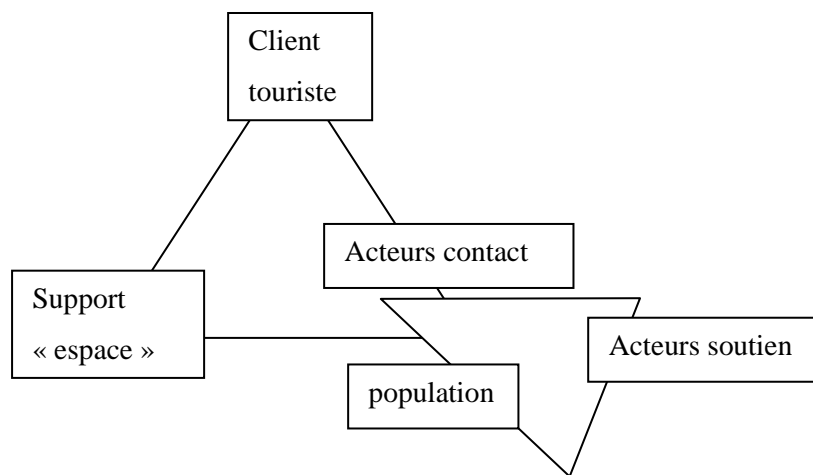 Client
touriste
Acteurs contact
Support
« espace »
Acteurs soutien
population